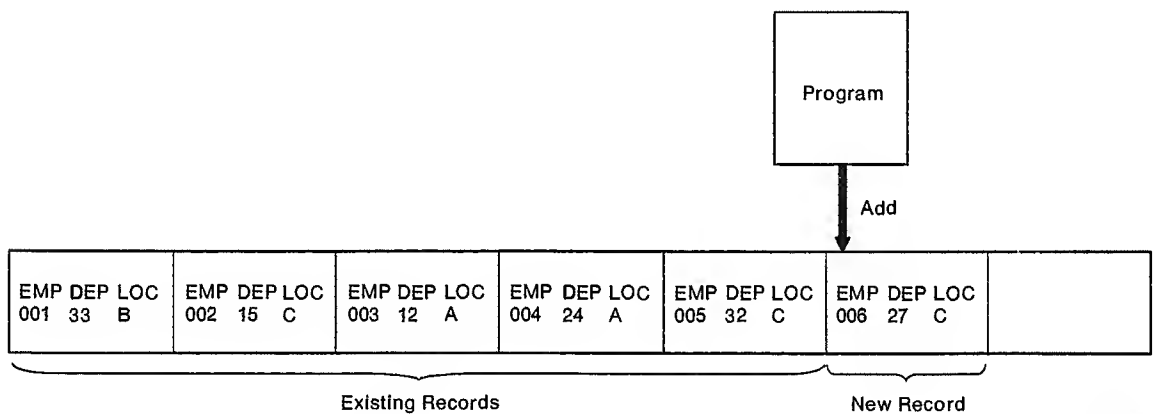 Program
Add
EMP DEP LOC EMP DEP LOC EMP DEP LOC EMP DEP LOC EMP DEP LOC EMP DEP LOC
001 33 B 002 15 C 003 12 A 004 24 A 005 32 C 006 27 C
Existing Records New Record